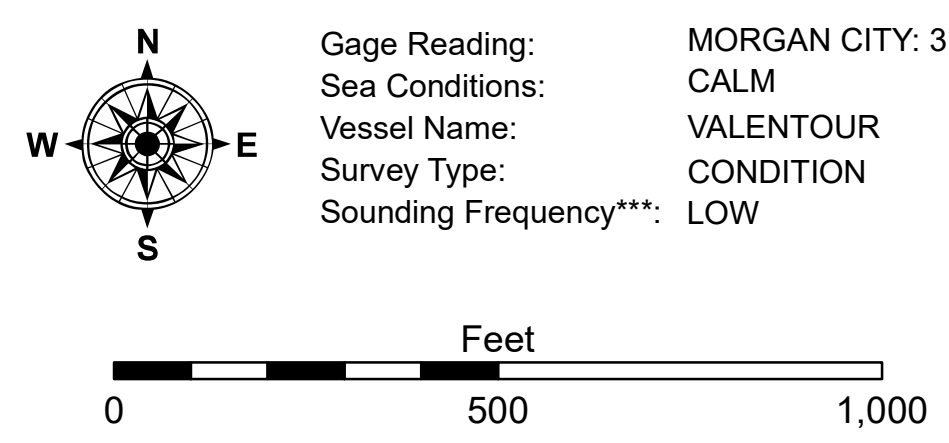 N
W E
S
Gage Reading: MORGAN CITY: 3
Sea Conditions: CALM
Vessel Name: VALENTOUR
Survey Type: CONDITION
Sounding Frequency***: LOW
Feet
0 500 1,000